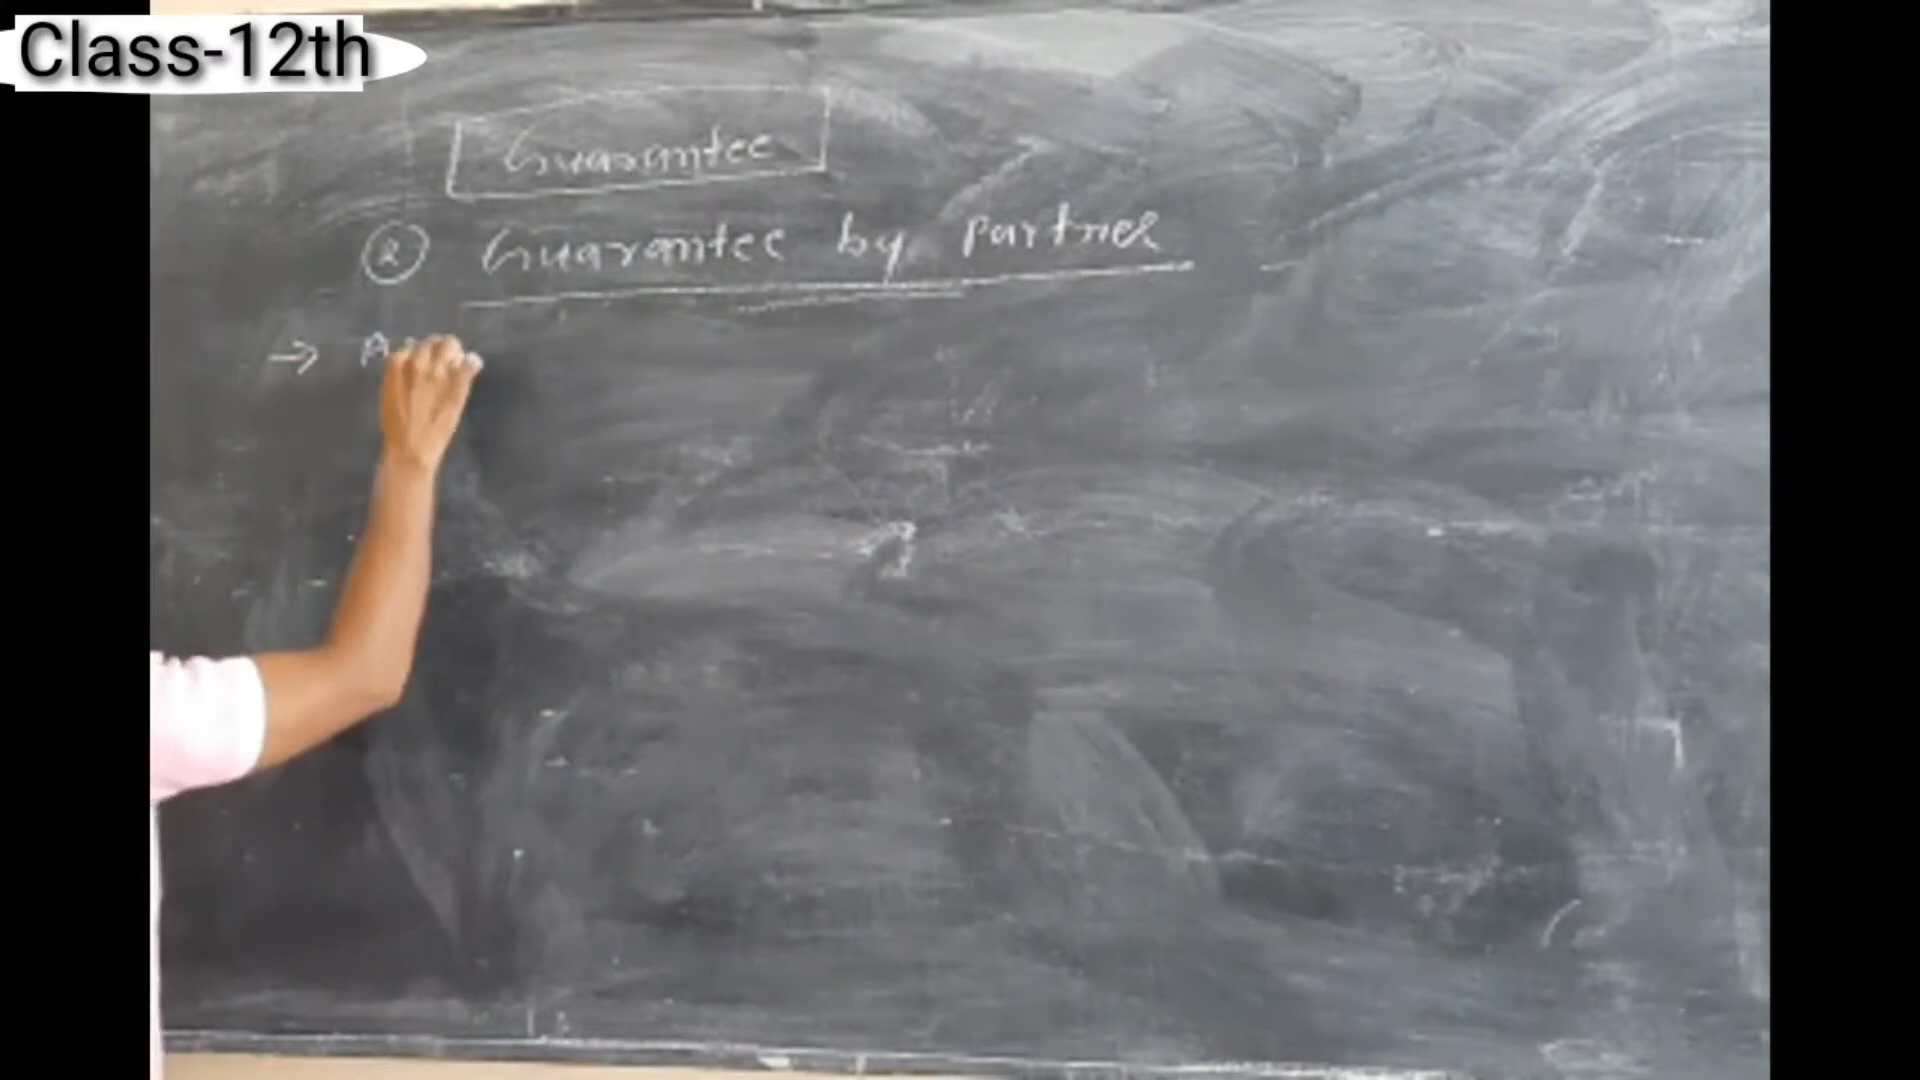 Class-12th
Guarantee
② Guarantee by partner
→ A